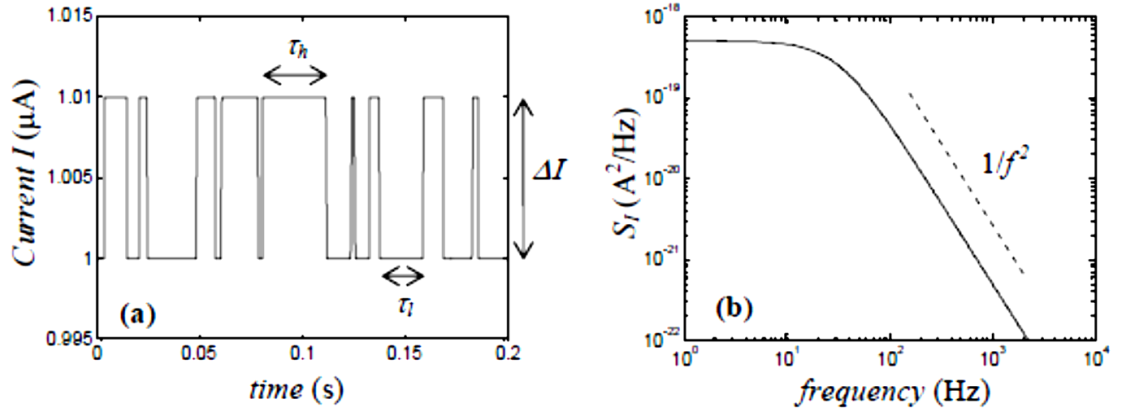 1.015
1.01
1.005
1
0.995
Current I (μA)
τh
ΔI
τl
(a)
0 0.05 0.1 0.15 0.2
time (s)
10^-18
10^-19
10^-20
10^-21
10^-22
SI (A^2/Hz)
1/f^2
(b)
10^0 10^1 10^2 10^3 10^4
frequency (Hz)